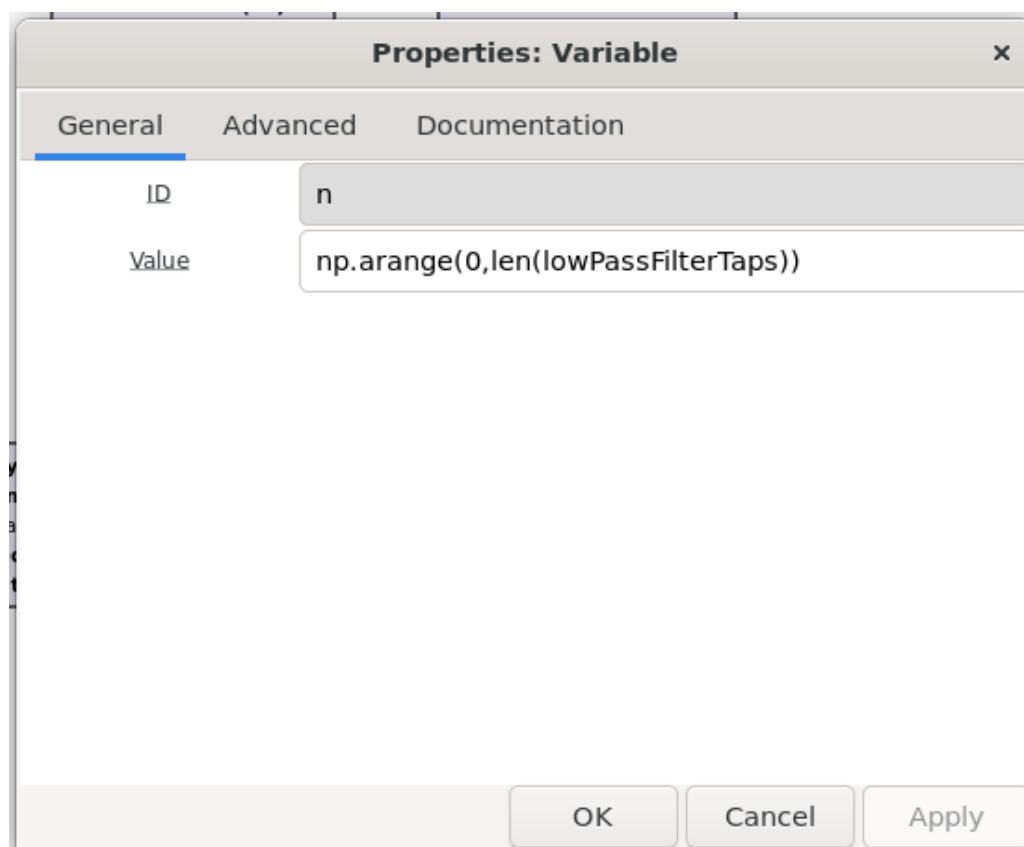 Properties: Variable ×
General Advanced Documentation
ID n
Value np.arange(0,len(lowPassFilterTaps))
OK Cancel Apply